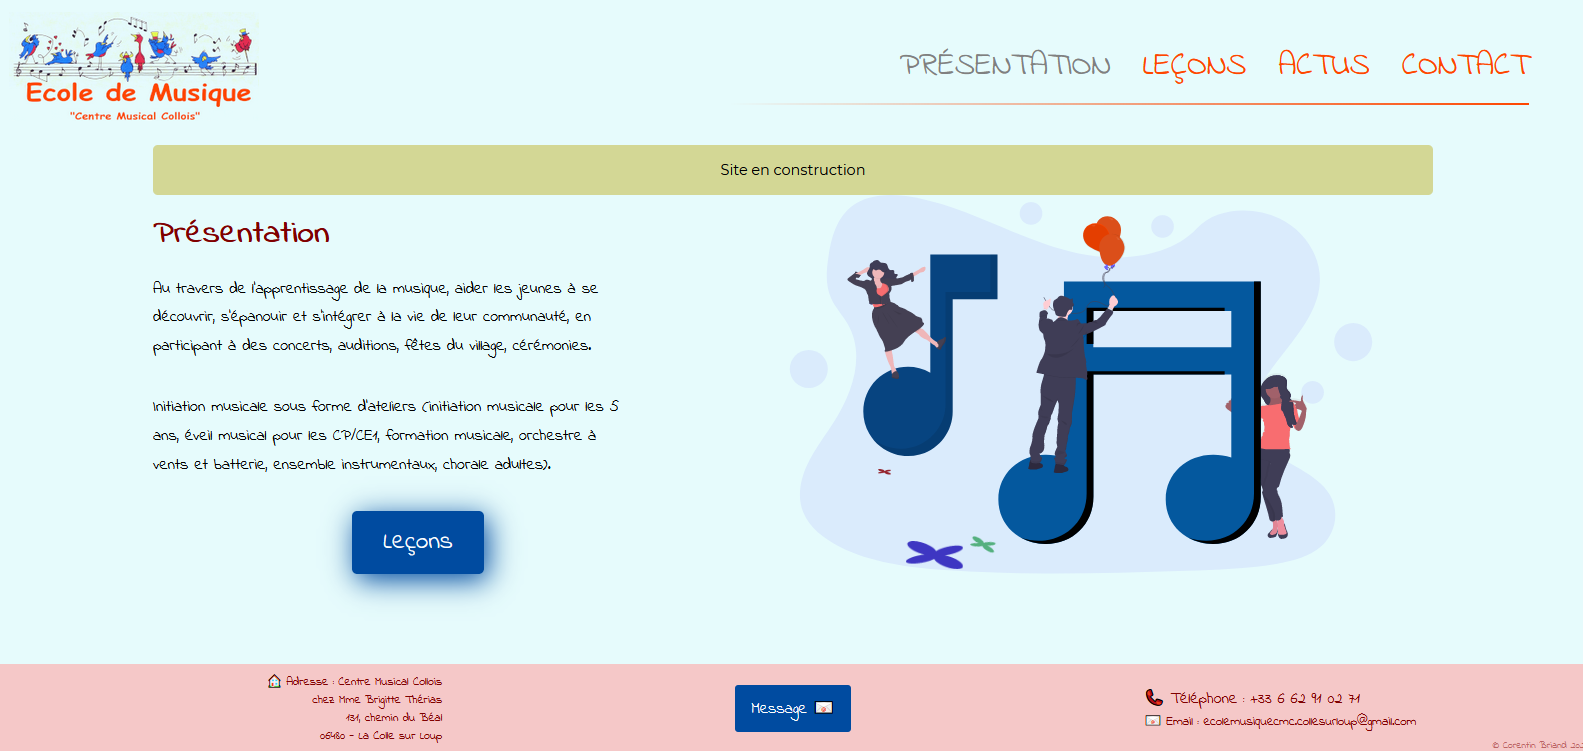 Ecole de Musique
"Centre Musical Collois"
PRÉSENTATION LEÇONS ACTUS CONTACT
Site en construction
Présentation
Au travers de l'apprentissage de la musique, aider les jeunes à se
découvrir, s'épanouir et s'intégrer à la vie de leur communauté, en
participant à des concerts, auditions, fêtes du village, cérémonies.
Initiation musicale sous forme d'ateliers (initiation musicale pour les 5
ans, éveil musical pour les CP/CE1, formation musicale, orchestre à
vents et batterie, ensemble instrumentaux, chorale adultes).
Leçons
Adresse : Centre Musical Collois
chez Mme Brigitte Thérias
131, chemin du Béal
06480 - La Colle sur Loup
Message
Téléphone : +33 6 62 91 02 71
Email : ecolemusiquecmc.collesurloup@gmail.com
© Corentin Briand